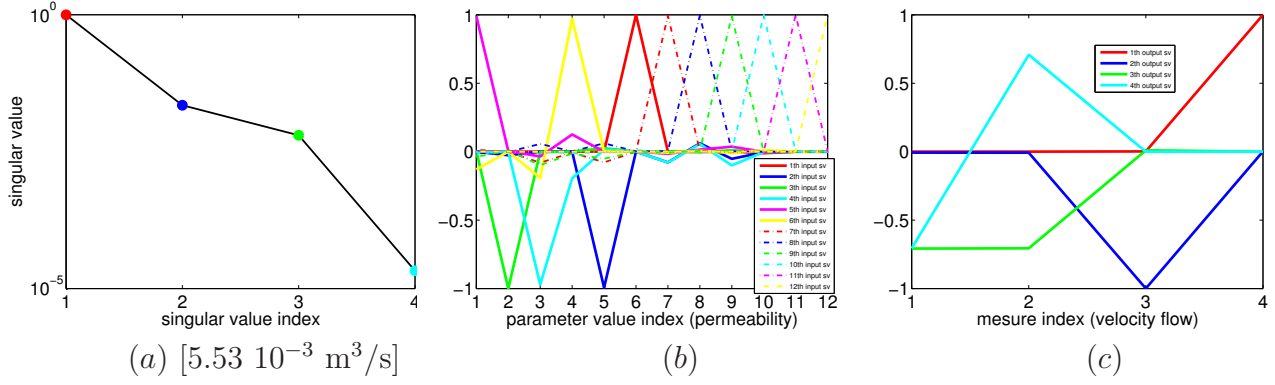 10^0
10^-5
singular value
1 2 3 4
singular value index
(a) [5.53 10^-3 m^3/s]
1
0.5
0
−0.5
−1
1 2 3 4 5 6 7 8 9 10 11 12
parameter value index (permeability)
1th input sv
2th input sv
3th input sv
4th input sv
5th input sv
6th input sv
7th input sv
8th input sv
9th input sv
10th input sv
11th input sv
12th input sv
(b)
1
0.5
0
−0.5
−1
1 2 3 4
mesure index (velocity flow)
1th output sv
2th output sv
3th output sv
4th output sv
(c)